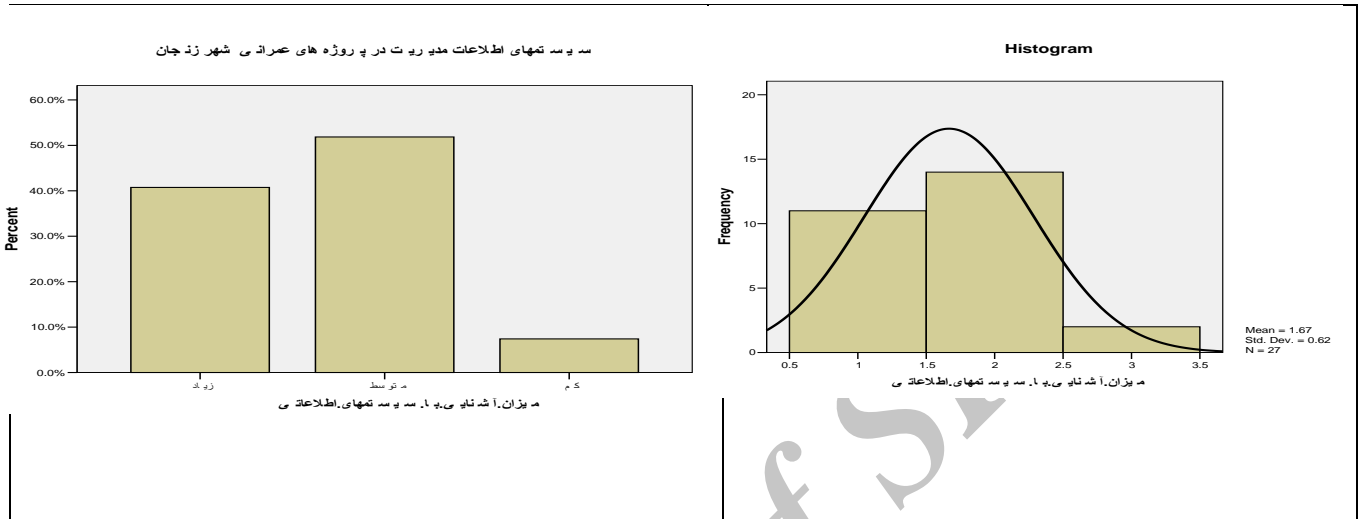 سیستمهای اطلاعات مدیریت در پروژه های عمرانی شهر زنجان
60.0%
50.0%
40.0%
30.0%
20.0%
10.0%
0.0%
Percent
زیاد
متوسط
کم
میزان.آشنایی.با.سیستمهای.اطلاعاتی
Histogram
20
15
10
5
0
Frequency
0.5
1
1.5
2
2.5
3
3.5
میزان.آشنایی.با.سیستمهای.اطلاعاتی
Mean = 1.67
Std. Dev. = 0.62
N = 27